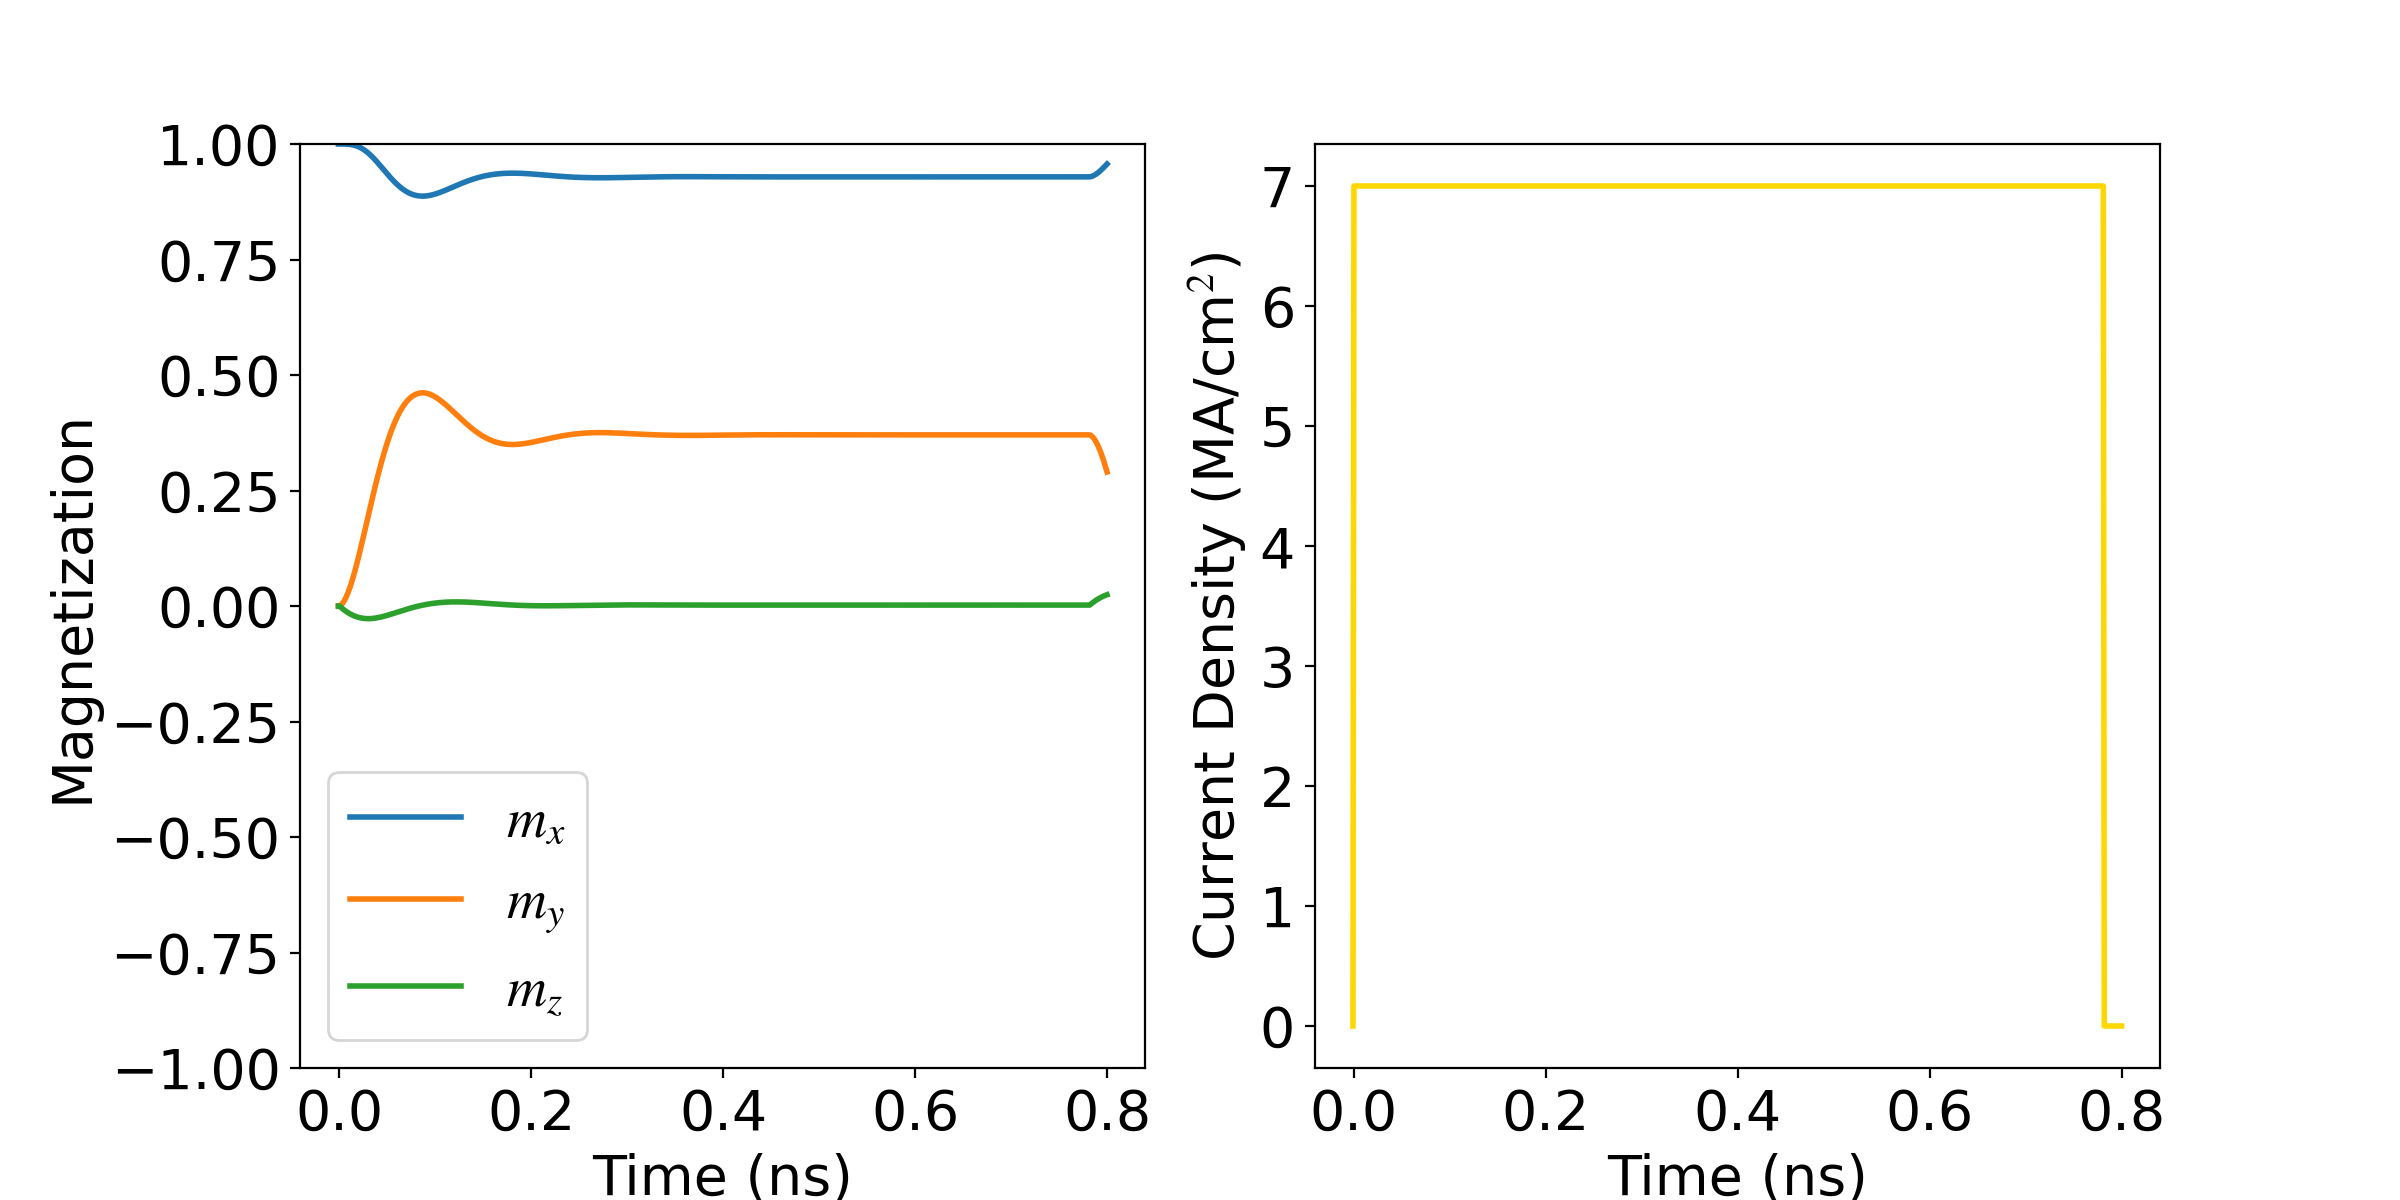 1.00
0.75
0.50
0.25
0.00
−0.25
−0.50
−0.75
−1.00
Magnetization
m_x
m_y
m_z
0.0 0.2 0.4 0.6 0.8
Time (ns)
7
6
5
4
3
2
1
0
Current Density (MA/cm²)
0.0 0.2 0.4 0.6 0.8
Time (ns)